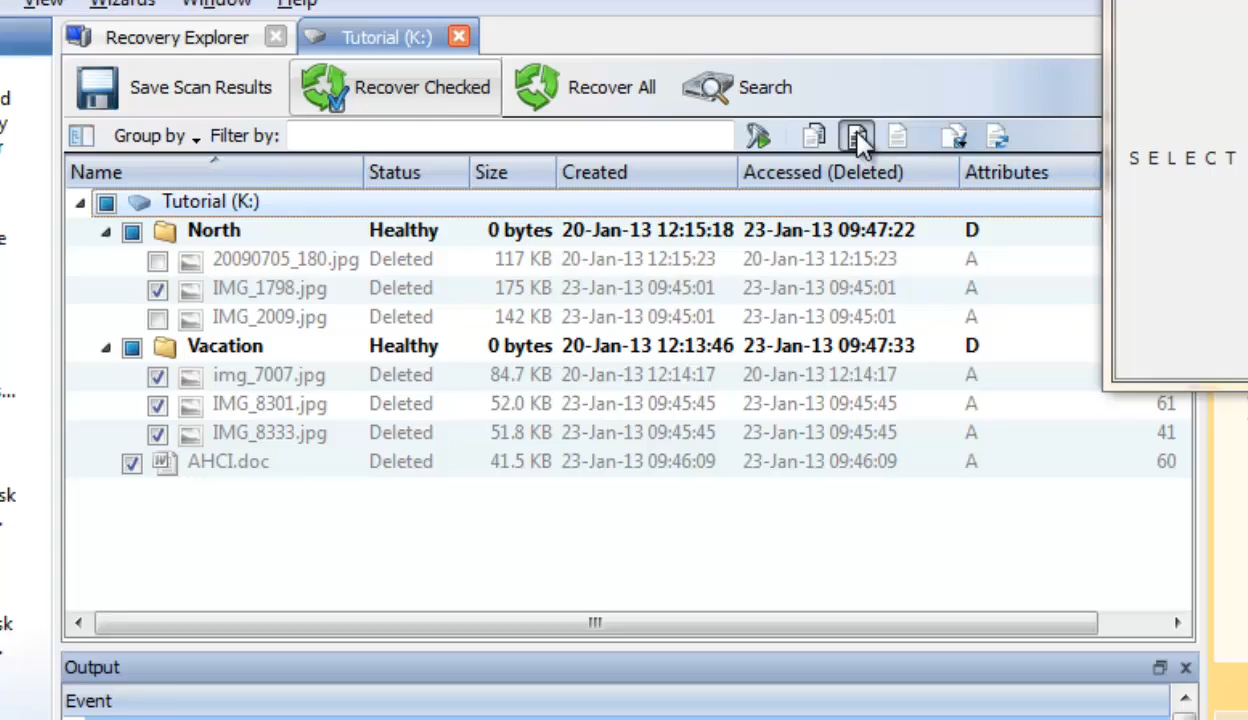 View Wizards Window Help
Recovery Explorer Tutorial (K:)
Save Scan Results Recover Checked Recover All Search
Group by Filter by:
SELECT
Name Status Size Created Accessed (Deleted) Attributes
Tutorial (K:)
North Healthy 0 bytes 20-Jan-13 12:15:18 23-Jan-13 09:47:22 D
20090705_180.jpg Deleted 117 KB 20-Jan-13 12:15:23 20-Jan-13 12:15:23 A
IMG_1798.jpg Deleted 175 KB 23-Jan-13 09:45:01 23-Jan-13 09:45:01 A
IMG_2009.jpg Deleted 142 KB 23-Jan-13 09:45:01 23-Jan-13 09:45:01 A
Vacation Healthy 0 bytes 20-Jan-13 12:13:46 23-Jan-13 09:47:33 D
img_7007.jpg Deleted 84.7 KB 20-Jan-13 12:14:17 20-Jan-13 12:14:17 A
IMG_8301.jpg Deleted 52.0 KB 23-Jan-13 09:45:45 23-Jan-13 09:45:45 A 61
IMG_8333.jpg Deleted 51.8 KB 23-Jan-13 09:45:45 23-Jan-13 09:45:45 A 41
AHCI.doc Deleted 41.5 KB 23-Jan-13 09:46:09 23-Jan-13 09:46:09 A 60
Output
Event